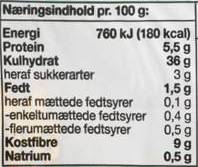 Næringsindhold pr. 100 g:
Energi 760 kJ (180 kcal)
Protein 5,5 g
Kulhydrat 36 g
heraf sukkerarter 3 g
Fedt 1,5 g
heraf mættede fedtsyrer 0,1 g
-enkeltumættede fedtsyrer 0,4 g
-flerumættede fedtsyrer 0,5 g
Kostfibre 9 g
Natrium 0,5 g